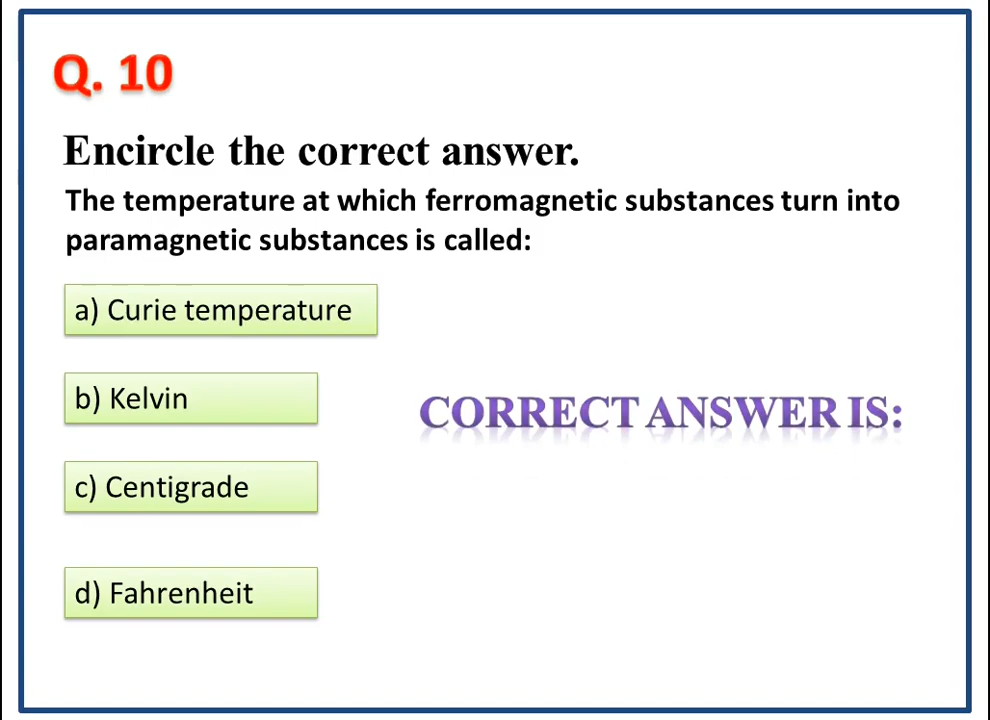 Q. 10
Encircle the correct answer.
The temperature at which ferromagnetic substances turn into
paramagnetic substances is called:
a) Curie temperature
b) Kelvin
CORRECT ANSWER IS:
c) Centigrade
d) Fahrenheit